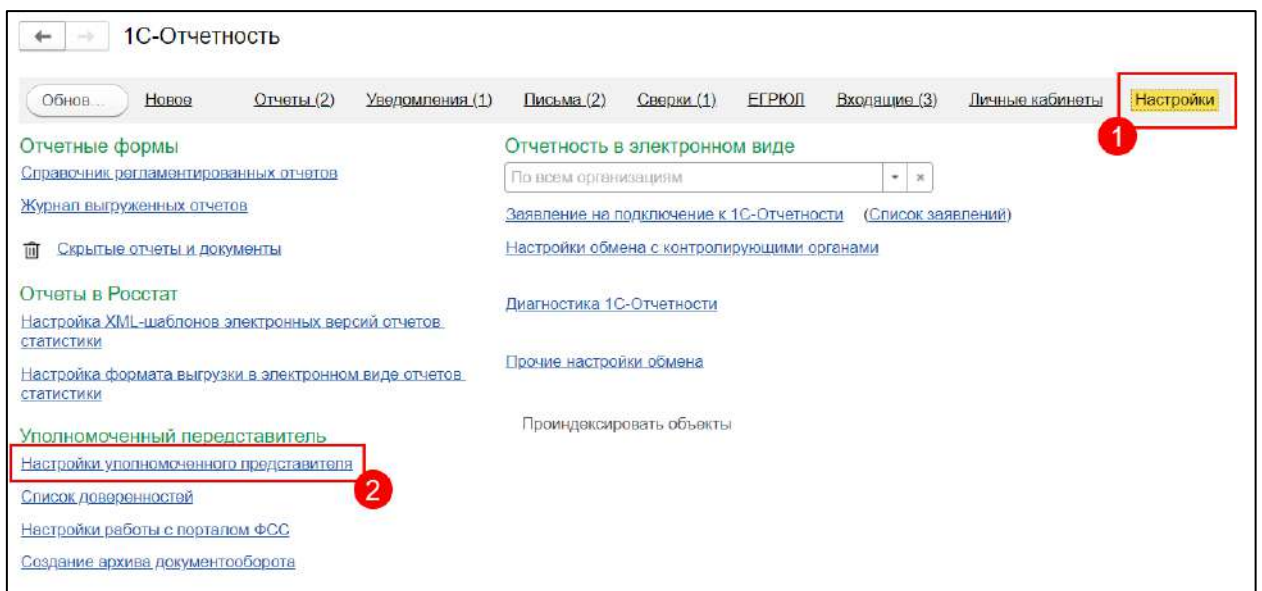 1С-Отчетность
Обнов... Новое Отчеты (2) Уведомления (1) Письма (2) Сверки (1) ЕГРЮЛ Входящие (3) Личные кабинеты Настройки
1
Отчетные формы
Справочник регламентированных отчетов
Журнал выгруженных отчетов
Скрытые отчеты и документы
Отчеты в Росстат
Настройка XML-шаблонов электронных версий отчетов
статистики
Настройка формата выгрузки в электронном виде отчетов
статистики
Уполномоченный передставитель
Настройки уполномоченного представителя
2
Список доверенностей
Настройки работы с порталом ФСС
Создание архива документооборота
Отчетность в электронном виде
По всем организациям
Заявление на подключение к 1С-Отчетности (Список заявлений)
Настройки обмена с контролирующими органами
Диагностика 1С-Отчетности
Прочие настройки обмена
Проиндексировать объекты